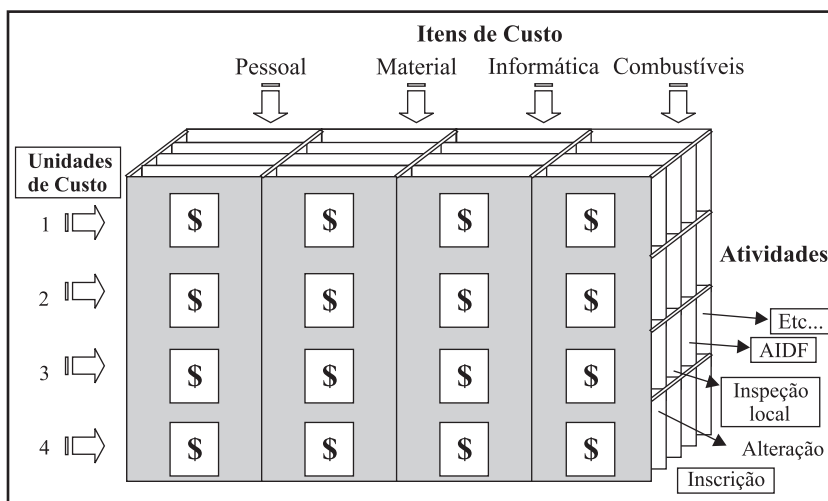 Itens de Custo
Pessoal Material Informática Combustíveis
Unidades
de Custo
1 $ $ $ $
2 $ $ $ $
3 $ $ $ $
4 $ $ $ $
Atividades
Etc...
AIDF
Inspeção
local
Alteração
Inscrição